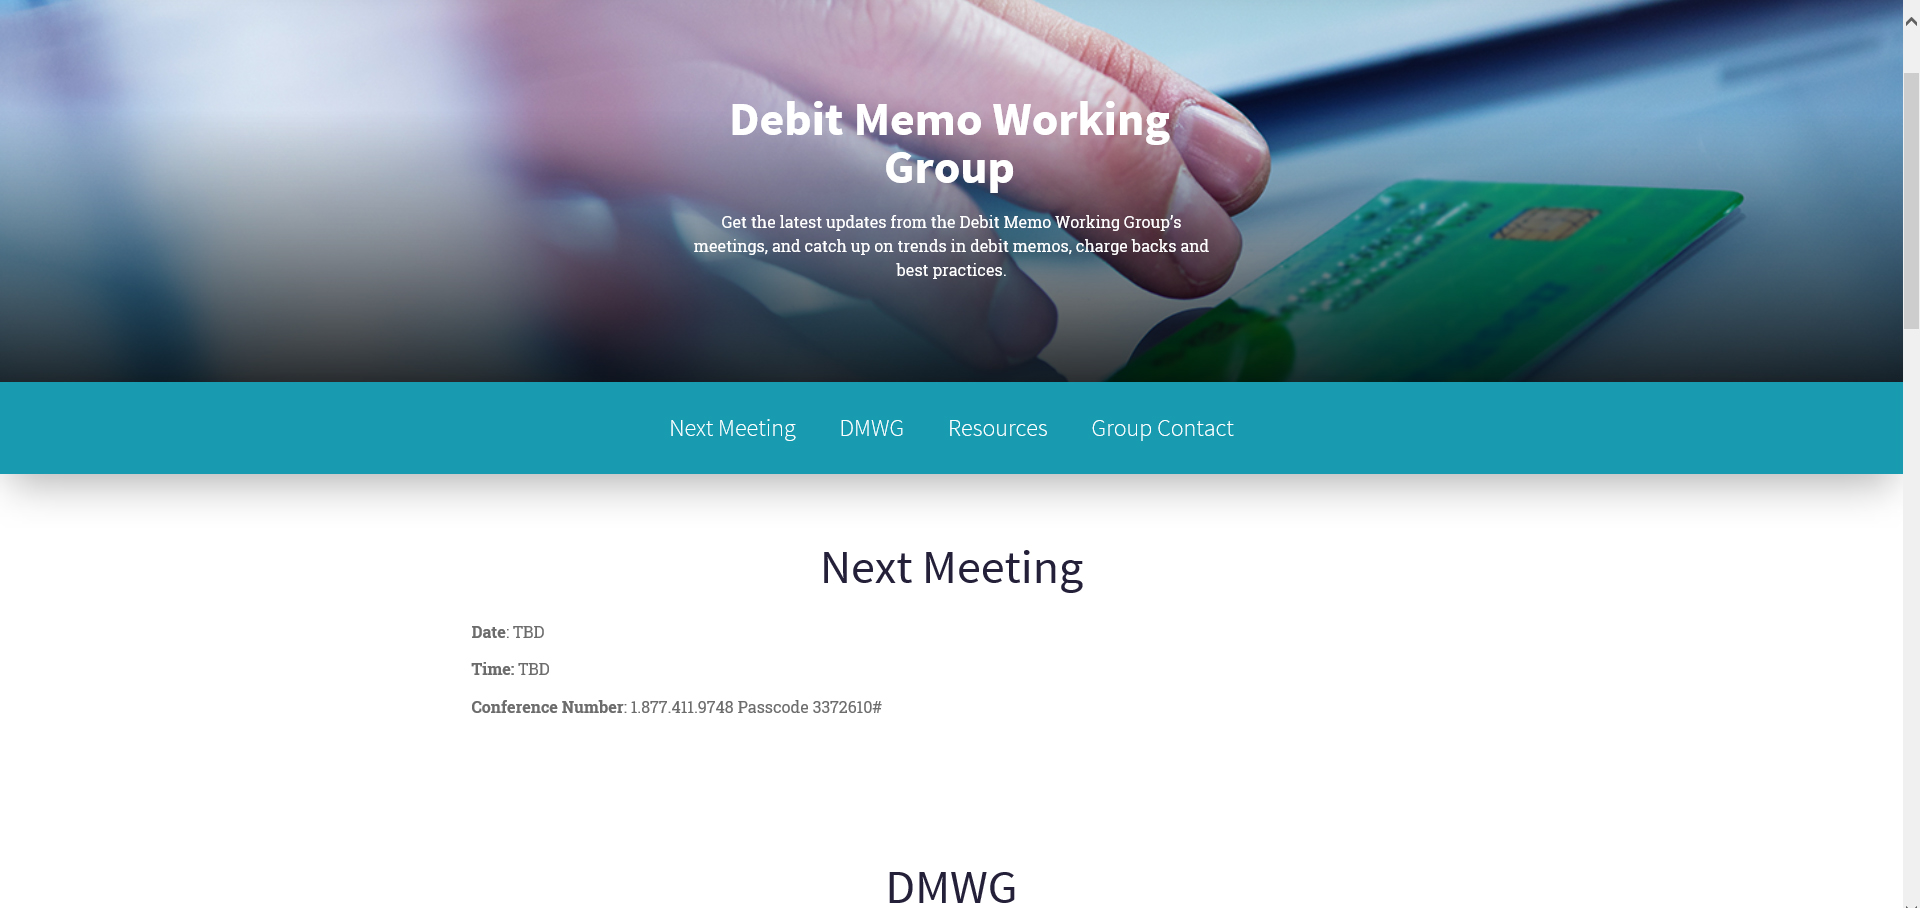 Debit Memo Working
Group
Get the latest updates from the Debit Memo Working Group’s
meetings, and catch up on trends in debit memos, charge backs and
best practices.
Next Meeting DMWG Resources Group Contact
Next Meeting
Date: TBD
Time: TBD
Conference Number: 1.877.411.9748 Passcode 3372610#
DMWG